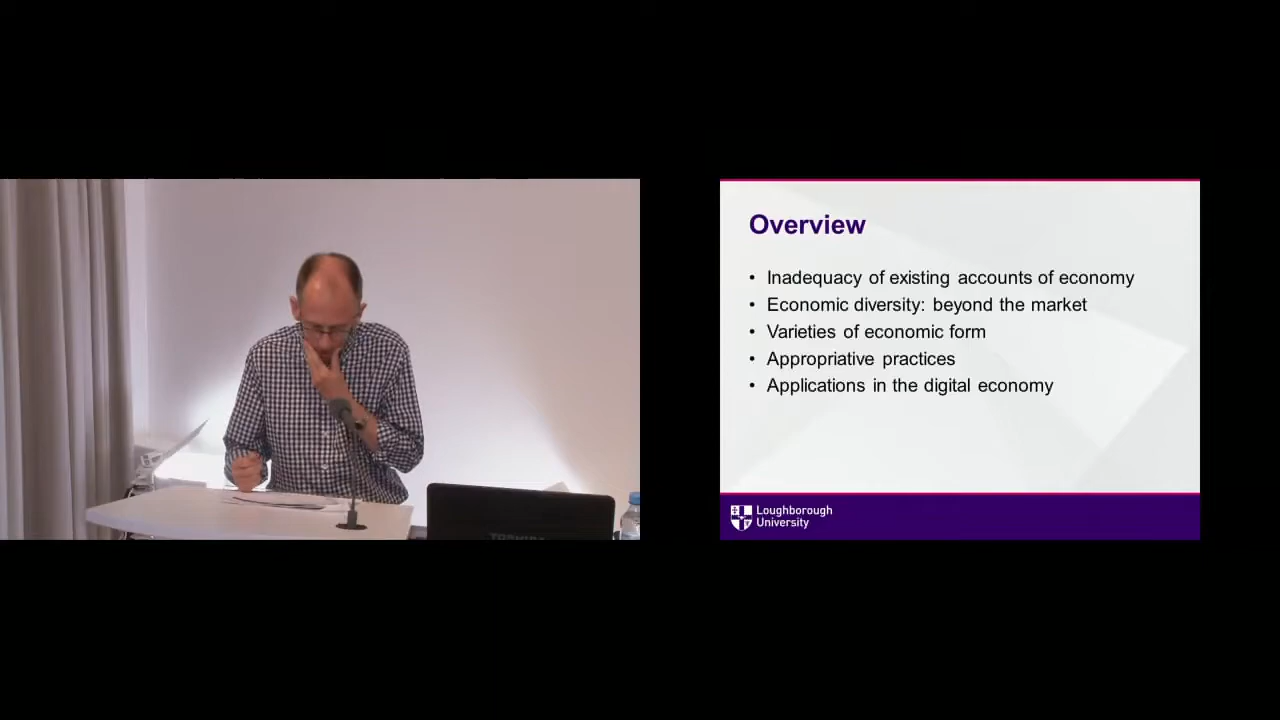 Overview
• Inadequacy of existing accounts of economy
• Economic diversity: beyond the market
• Varieties of economic form
• Appropriative practices
• Applications in the digital economy
Loughborough
University
TOSHIBA